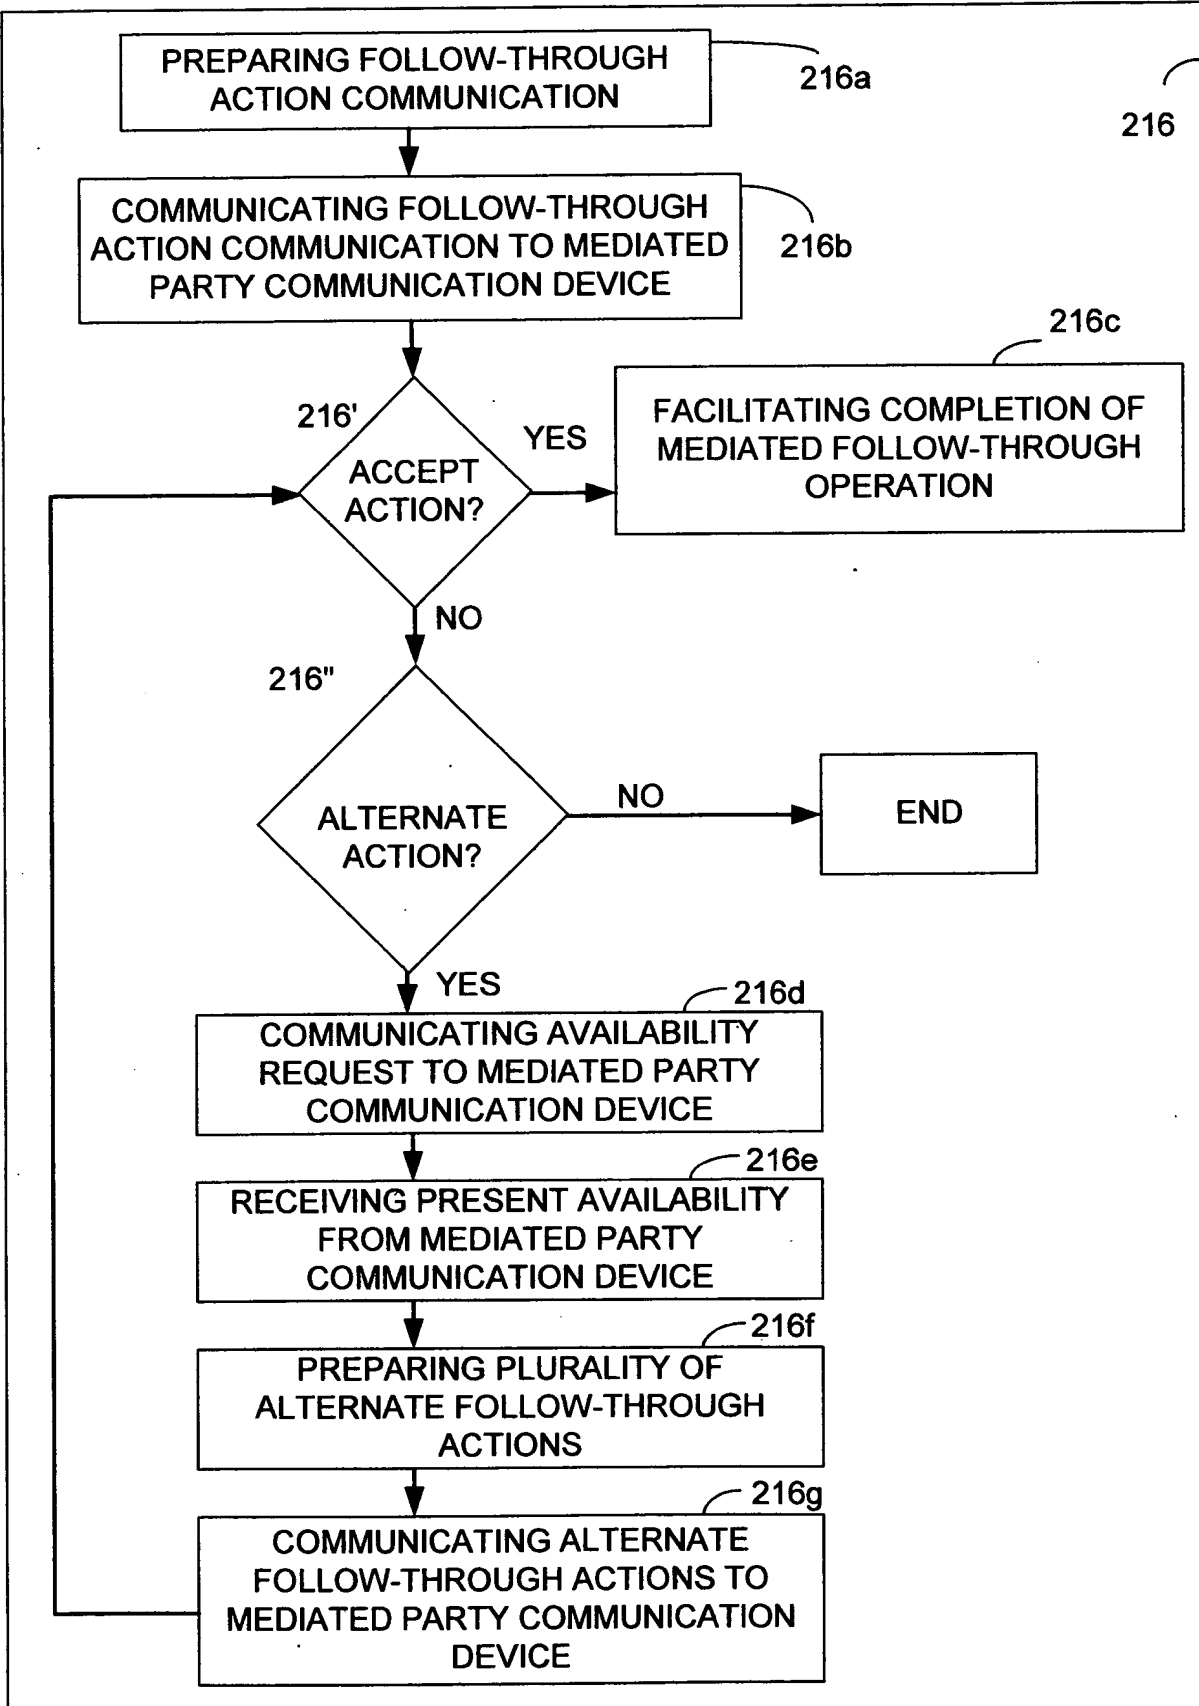 PREPARING FOLLOW-THROUGH
ACTION COMMUNICATION
216a
216
COMMUNICATING FOLLOW-THROUGH
ACTION COMMUNICATION TO MEDIATED
PARTY COMMUNICATION DEVICE
216b
216c
FACILITATING COMPLETION OF
MEDIATED FOLLOW-THROUGH
OPERATION
216'
YES
ACCEPT
ACTION?
NO
216"
ALTERNATE
ACTION?
NO
END
YES
216d
COMMUNICATING AVAILABILITY
REQUEST TO MEDIATED PARTY
COMMUNICATION DEVICE
216e
RECEIVING PRESENT AVAILABILITY
FROM MEDIATED PARTY
COMMUNICATION DEVICE
216f
PREPARING PLURALITY OF
ALTERNATE FOLLOW-THROUGH
ACTIONS
216g
COMMUNICATING ALTERNATE
FOLLOW-THROUGH ACTIONS TO
MEDIATED PARTY COMMUNICATION
DEVICE